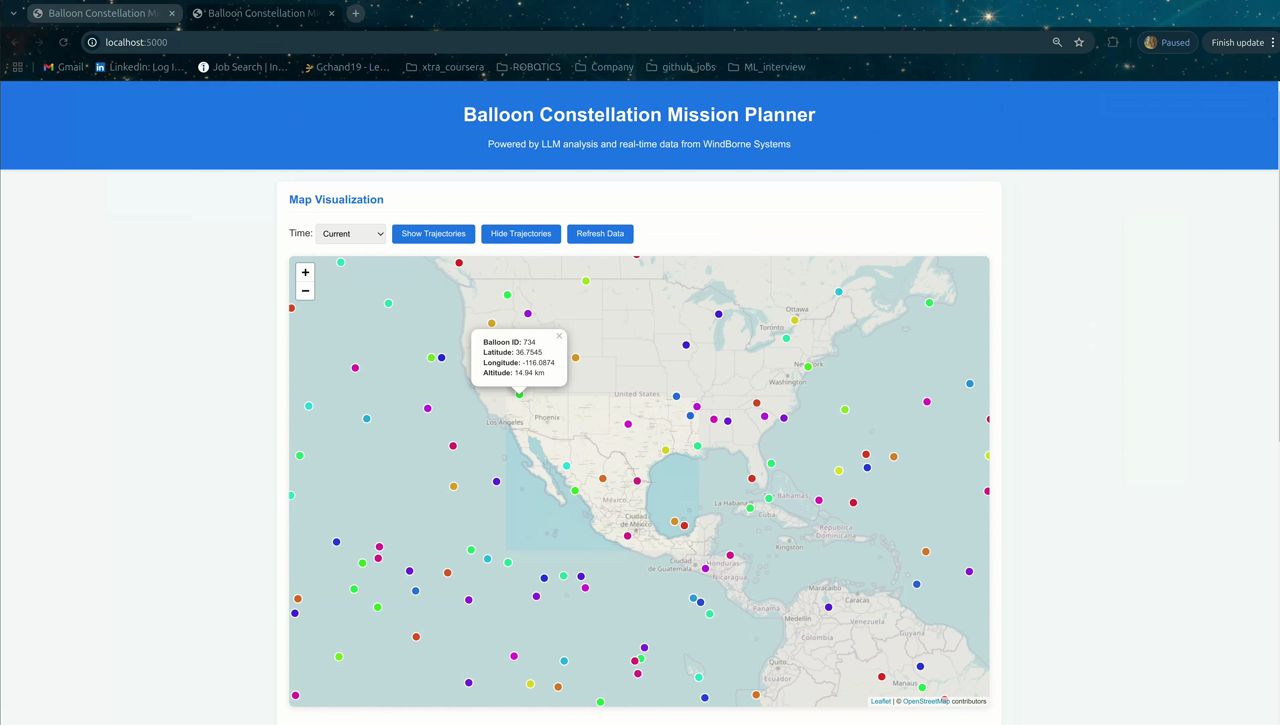 Balloon Constellation Mi
Balloon Constellation M
localhost:5000
Paused
Finish update
Gmail
LinkedIn: Log I...
Job Search | In...
Gchand19 - Le...
xtra_coursera
ROBOTICS
Company
github_jobs
ML_interview
Balloon Constellation Mission Planner
Powered by LLM analysis and real-time data from WindBorne Systems
Map Visualization
Time: Current Show Trajectories Hide Trajectories Refresh Data
+
−
Ottawa
Toronto
New York
Washington
Balloon ID: 734
Latitude: 36.7545
Longitude: -116.0874
Altitude: 14.94 km
United States
Los Angeles
Phoenix
México
Ciudad
de México
La Habana
Bahamas
Cuba
República
Dominicana
Kingston
Ciudad
de Guatemala
Honduras
Nicaragua
Maracaibo
Caracas
Panamá
Medellín
Venezuela
Colombia
Guyana
Quito
Ecuador
Manaus
Leaflet | © OpenStreetMap contributors